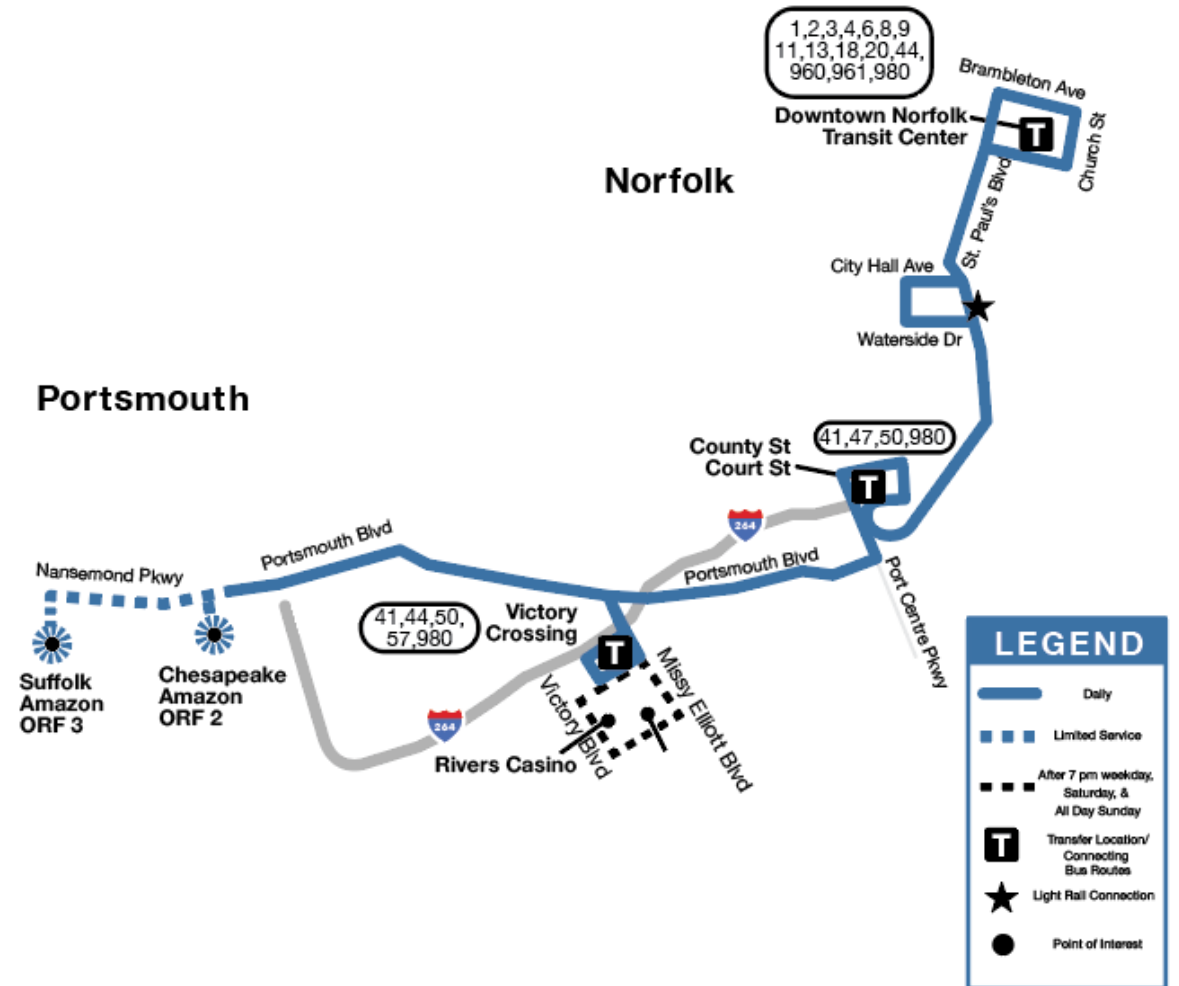 1,2,3,4,6,8,9
11,13,18,20,44,
960,961,980
Brambleton Ave
Downtown Norfolk
Transit Center
T
Church St
Norfolk
St. Paul's Blvd
City Hall Ave
Waterside Dr
Portsmouth
41,47,50,980
County St
Court St
T
264
Portsmouth Blvd
Portsmouth Blvd
Nansemond Pkwy
Port Centre Pkwy
41,44,50,
57,980
Victory
Crossing
T
Missy Elliott Blvd
Victory Blvd
Suffolk
Amazon
ORF 3
Chesapeake
Amazon
ORF 2
264
Rivers Casino
LEGEND
Daily
Limited Service
After 7 pm weekday,
Saturday, &
All Day Sunday
T
Transfer Location/
Connecting
Bus Routes
Light Rail Connection
Point of Interest